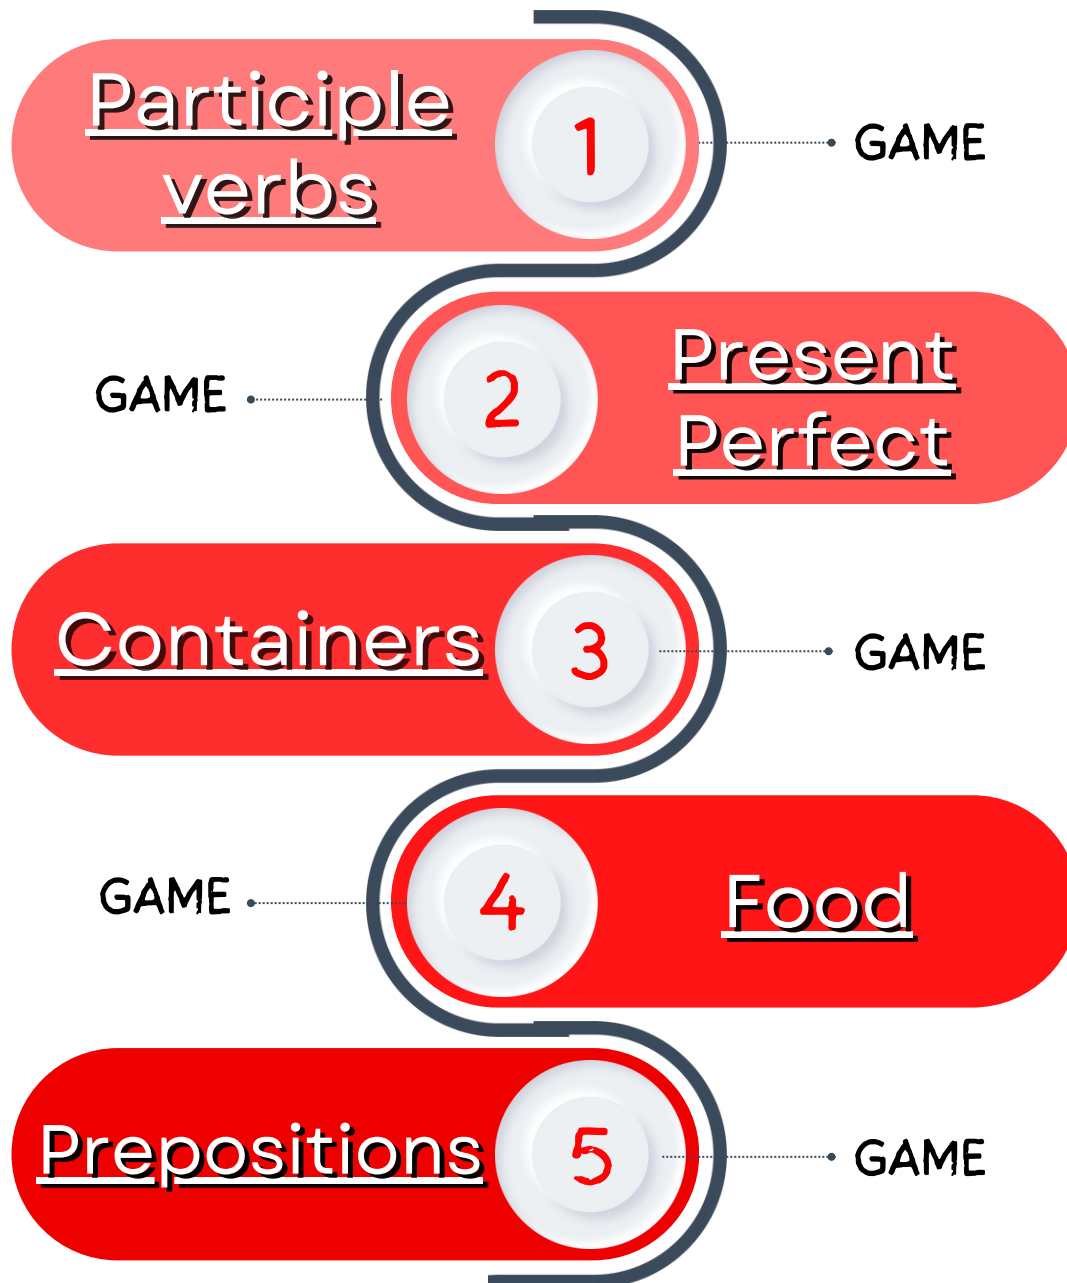 Participle
verbs
1
GAME
GAME
2
Present
Perfect
Containers
3
GAME
GAME
4
Food
Prepositions
5
GAME